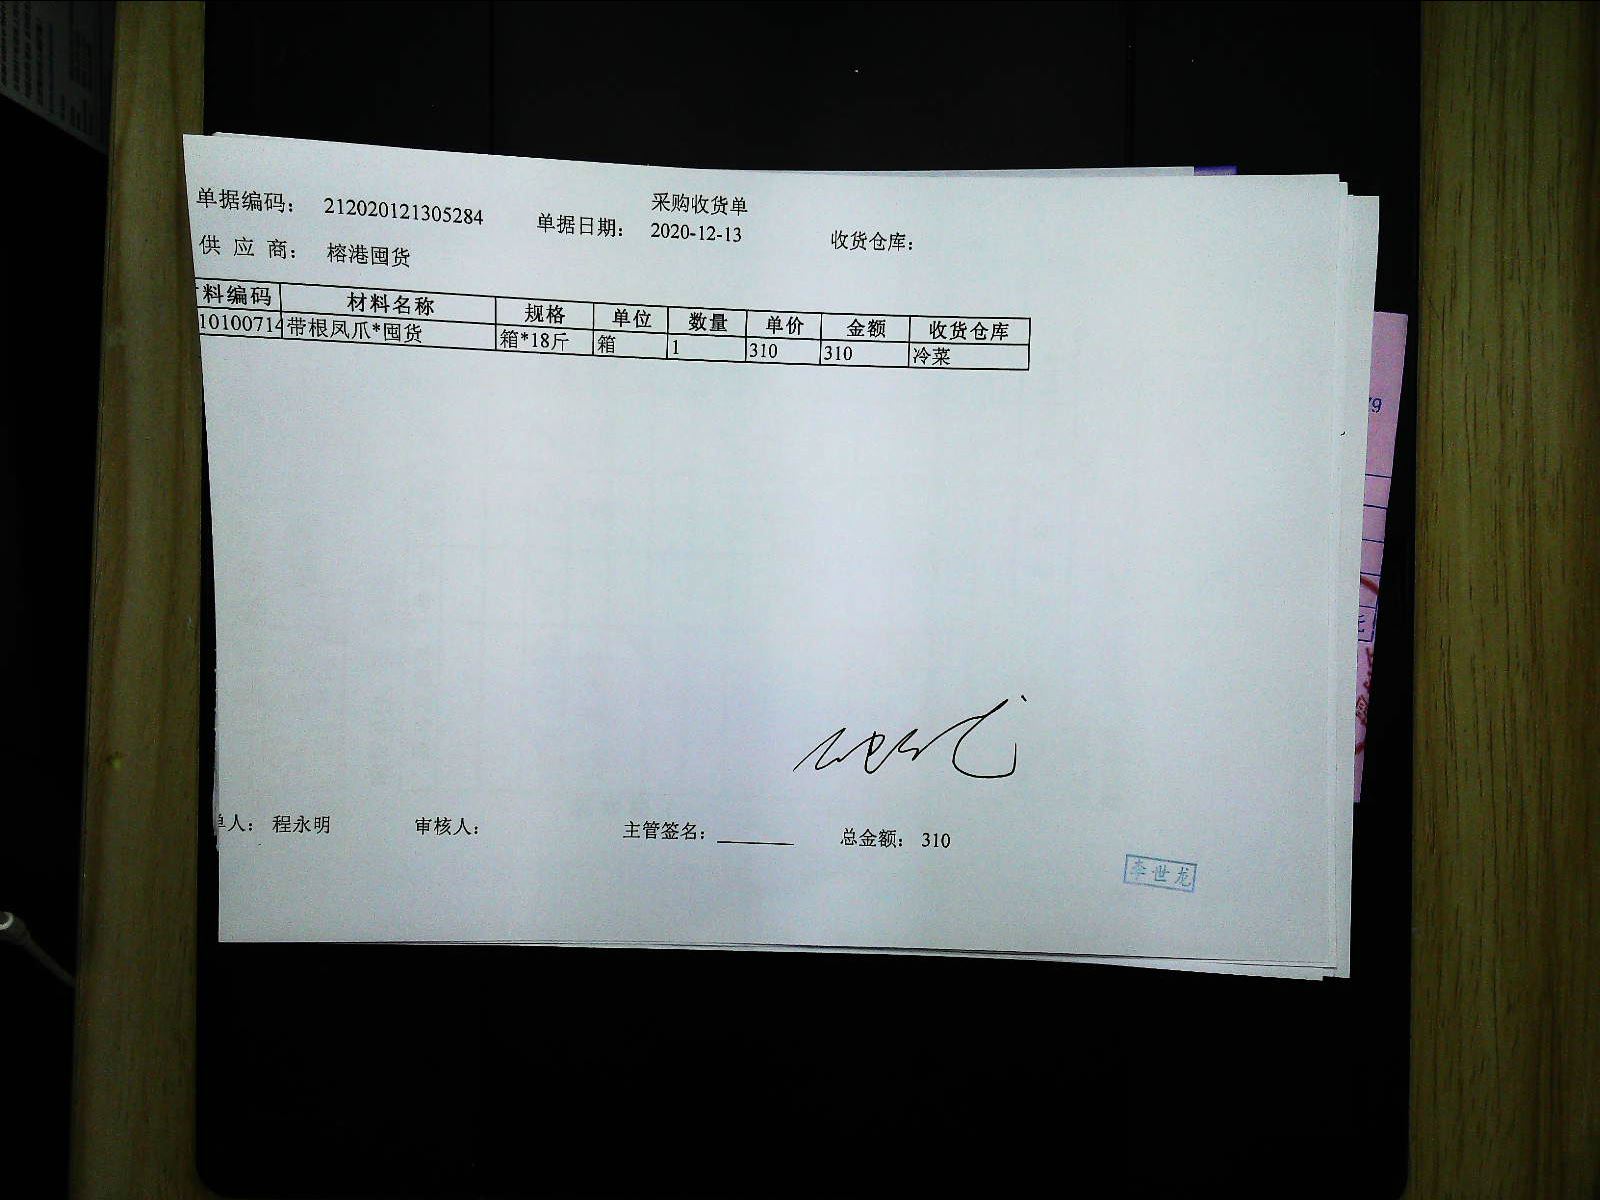 采购收货单
单据编码： 212020121305284 单据日期： 2020-12-13 收货仓库：
供 应 商： 榕港囤货
料编码 材料名称 规格 单位 数量 单价 金额 收货仓库
10100714 带根凤爪*囤货 箱*18斤 箱 1 310 310 冷菜
单人： 程永明 审核人： 主管签名： 总金额： 310
李世龙